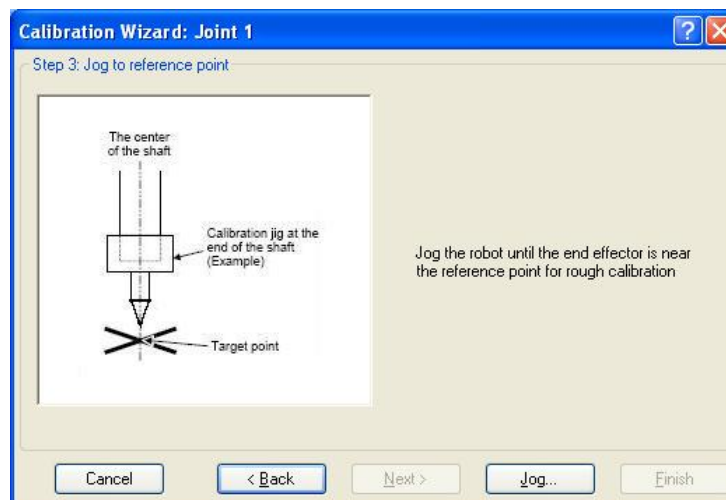 Calibration Wizard: Joint 1
Step 3: Jog to reference point
The center
of the shaft
Calibration jig at the
end of the shaft
(Example)
Target point
Jog the robot until the end effector is near
the reference point for rough calibration
Cancel
< Back
Next >
Jog...
Finish